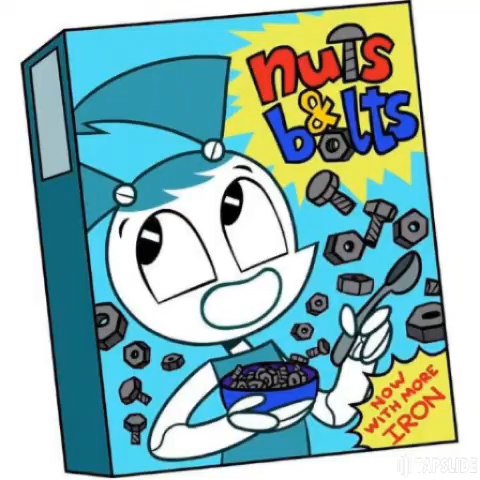 nuts
& bolts
NOW
WITH MORE
IRON
TAPSLIDE